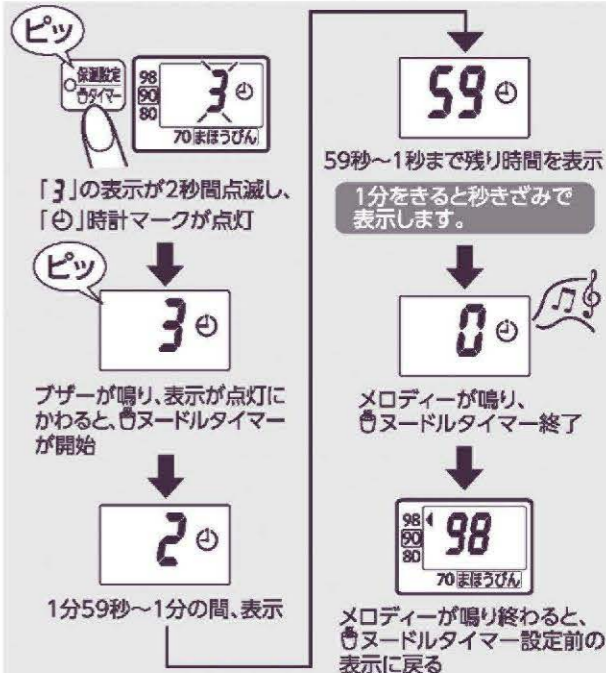 ピッ
保温設定
タイマー
98
90
80
3
70 まほうびん
「3」の表示が2秒間点滅し、
「」時計マークが点灯
ピッ
3
ブザーが鳴り、表示が点灯に
かわると、ヌードルタイマー
が開始
2
1分59秒〜1分の間、表示
59
59秒〜1秒まで残り時間を表示
1分をきると秒きざみで
表示します。
0
メロディーが鳴り、
ヌードルタイマー終了
98
90
80
98
70 まほうびん
メロディーが鳴り終わると、
ヌードルタイマー設定前の
表示に戻る